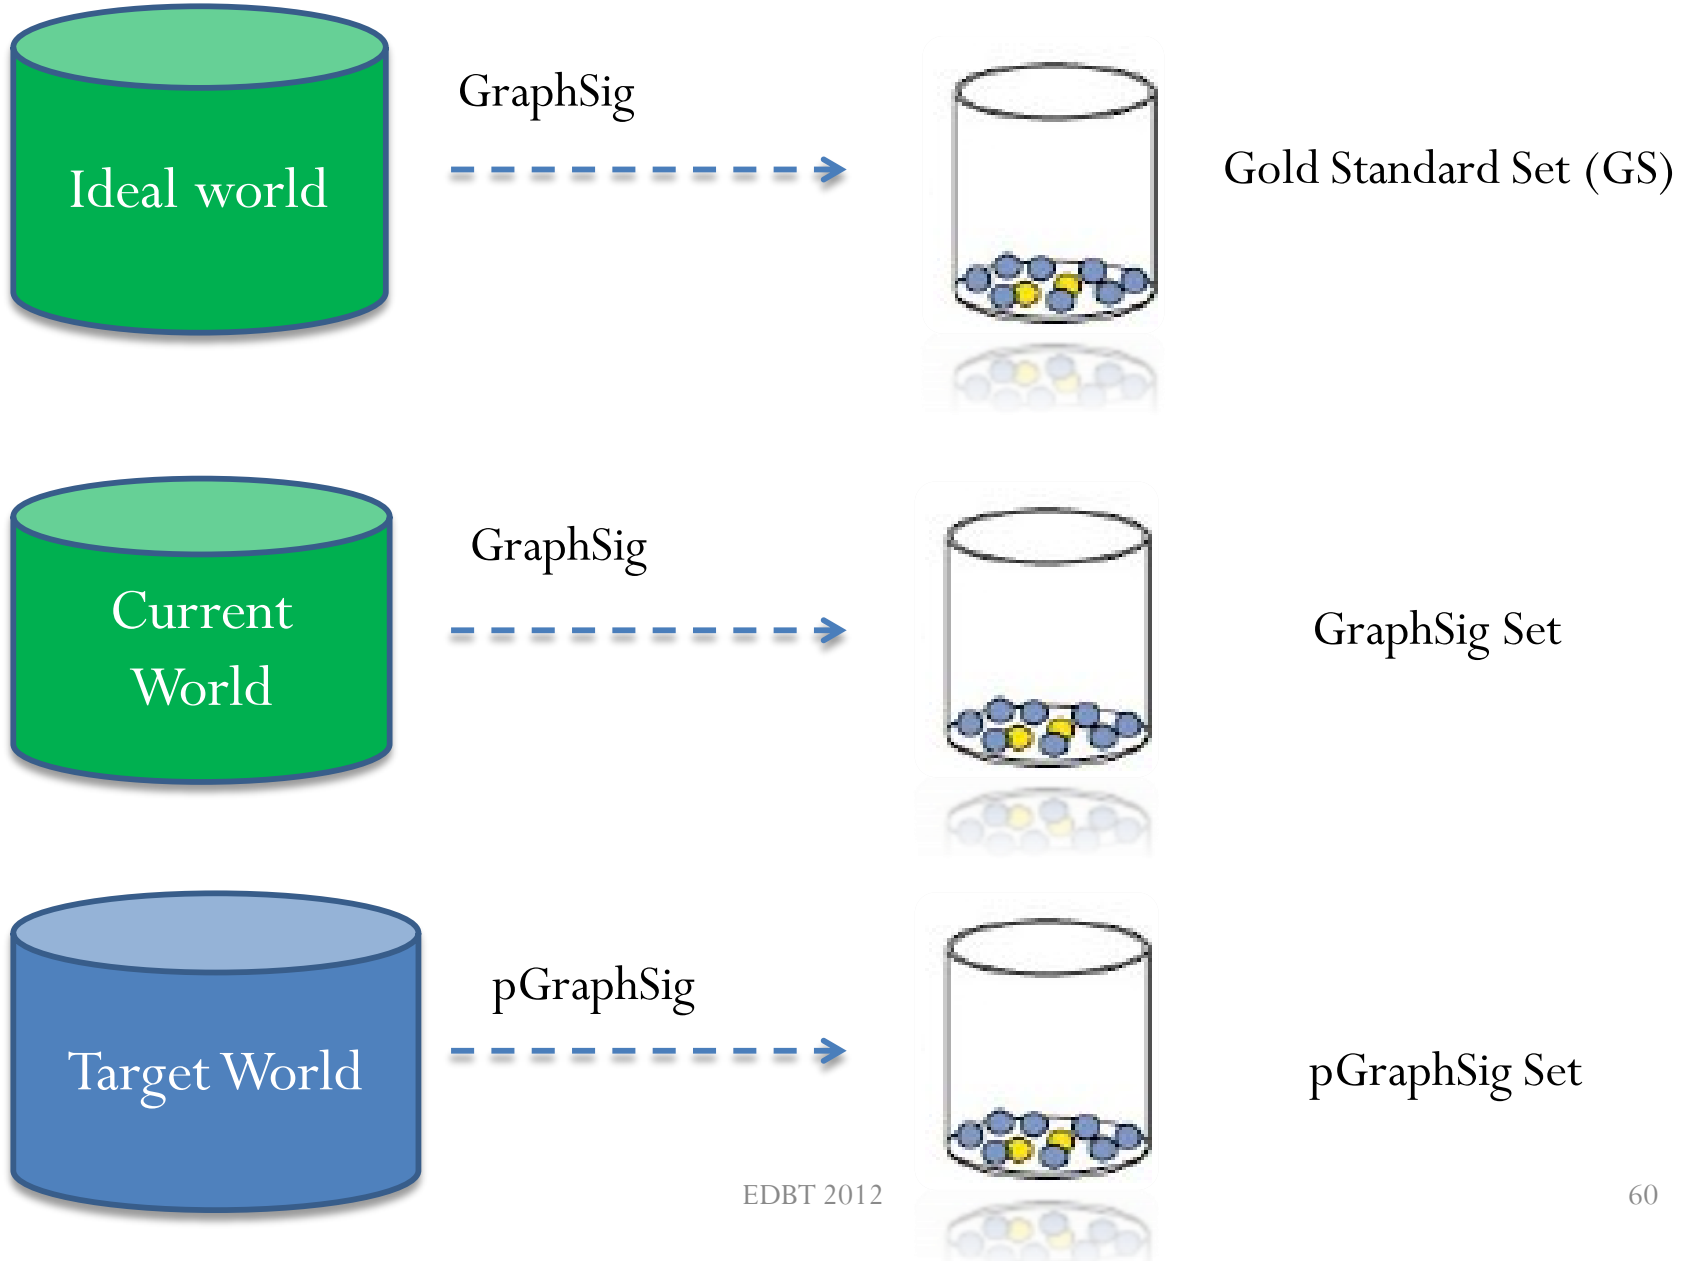 GraphSig
Ideal world
Gold Standard Set (GS)
GraphSig
Current
World
GraphSig Set
pGraphSig
Target World
pGraphSig Set
EDBT 2012
60